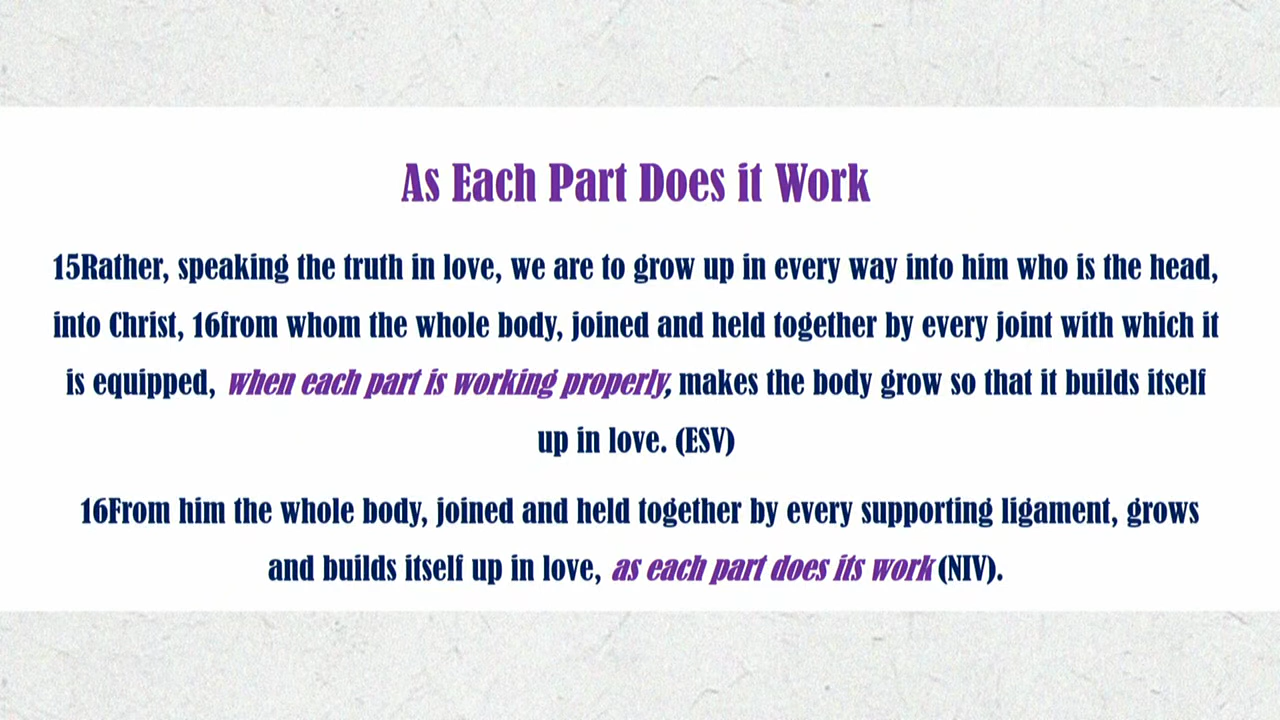 As Each Part Does it Work
15Rather, speaking the truth in love, we are to grow up in every way into him who is the head,
into Christ, 16from whom the whole body, joined and held together by every joint with which it
is equipped, when each part is working properly, makes the body grow so that it builds itself
up in love. (ESV)
16From him the whole body, joined and held together by every supporting ligament, grows
and builds itself up in love, as each part does its work (NIV).